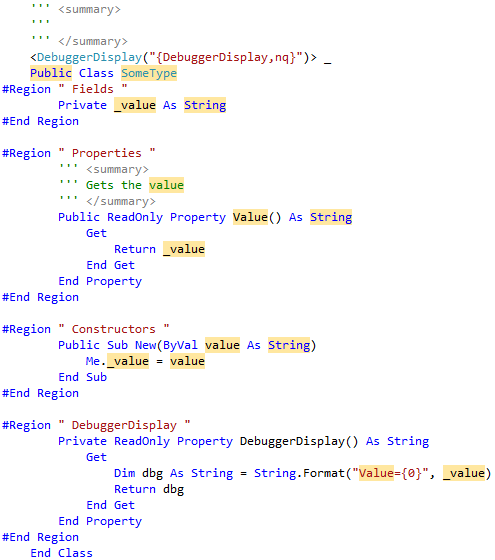 ''' <summary>
'''
''' </summary>
<DebuggerDisplay("{DebuggerDisplay,nq}")> _
Public Class SomeType
#Region " Fields "
Private _value As String
#End Region
#Region " Properties "
''' <summary>
''' Gets the value
''' </summary>
Public ReadOnly Property Value() As String
Get
Return _value
End Get
End Property
#End Region
#Region " Constructors "
Public Sub New(ByVal value As String)
Me._value = value
End Sub
#End Region
#Region " DebuggerDisplay "
Private ReadOnly Property DebuggerDisplay() As String
Get
Dim dbg As String = String.Format("Value={0}", _value)
Return dbg
End Get
End Property
#End Region
End Class